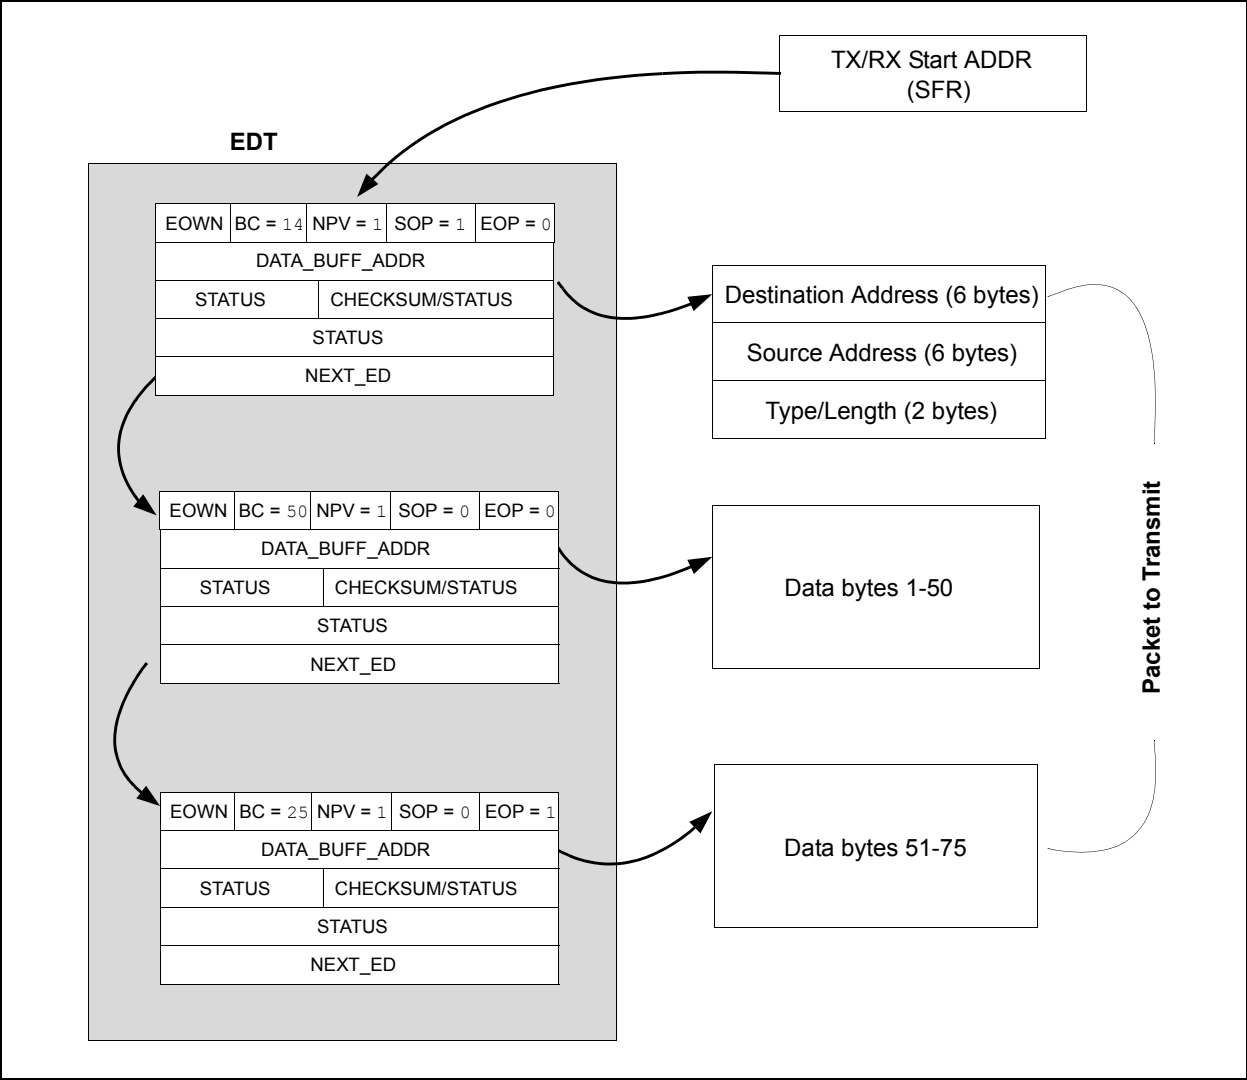 TX/RX Start ADDR
(SFR)
EDT
EOWN BC = 14 NPV = 1 SOP = 1 EOP = 0
DATA_BUFF_ADDR
STATUS CHECKSUM/STATUS
STATUS
NEXT_ED
Destination Address (6 bytes)
Source Address (6 bytes)
Type/Length (2 bytes)
EOWN BC = 50 NPV = 1 SOP = 0 EOP = 0
DATA_BUFF_ADDR
STATUS CHECKSUM/STATUS
STATUS
NEXT_ED
Data bytes 1-50
Packet to Transmit
EOWN BC = 25 NPV = 1 SOP = 0 EOP = 1
DATA_BUFF_ADDR
STATUS CHECKSUM/STATUS
STATUS
NEXT_ED
Data bytes 51-75